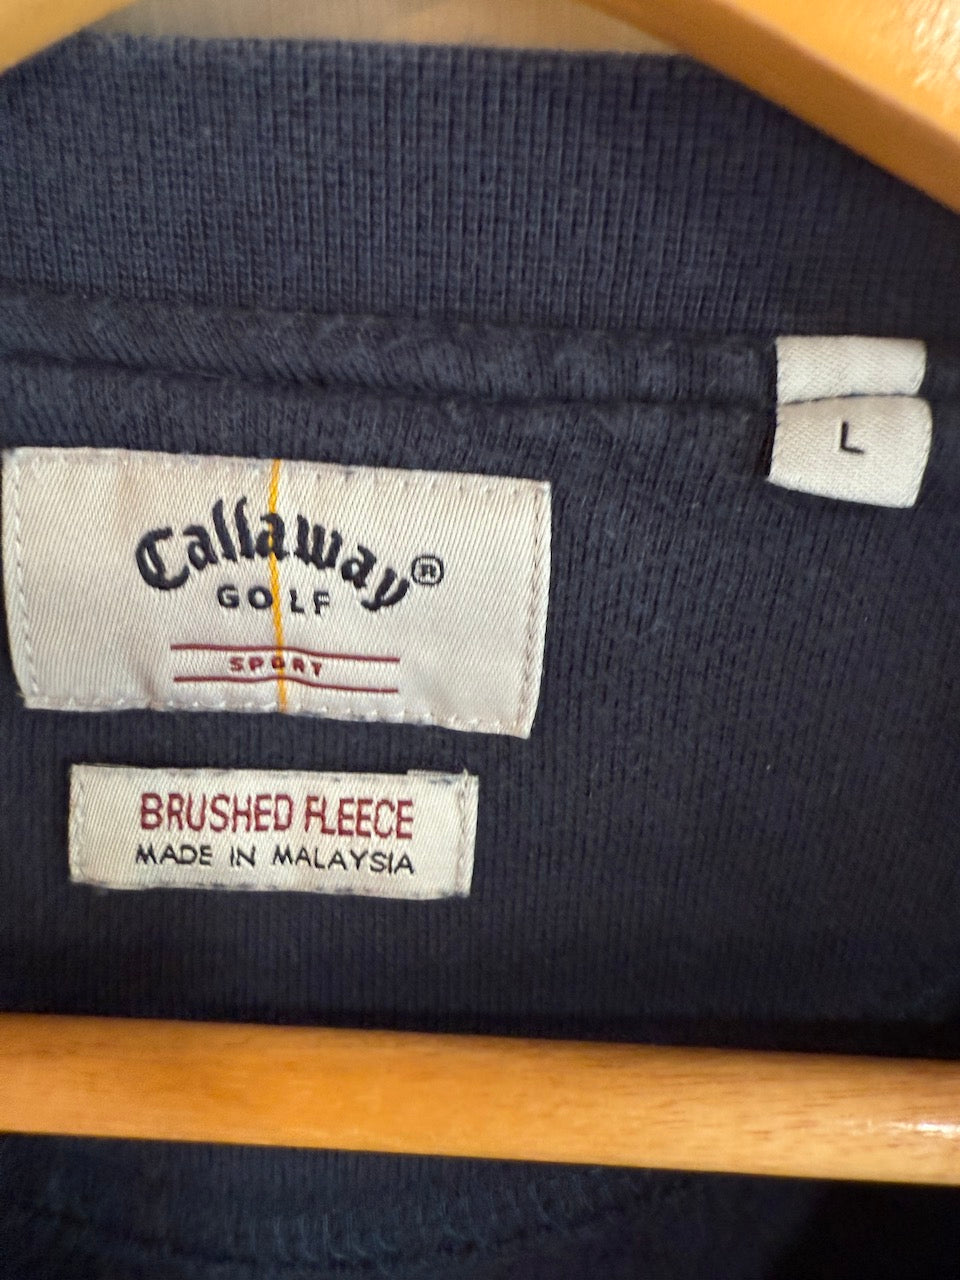 L
Callaway®
GOLF
SPORT
BRUSHED FLEECE
MADE IN MALAYSIA